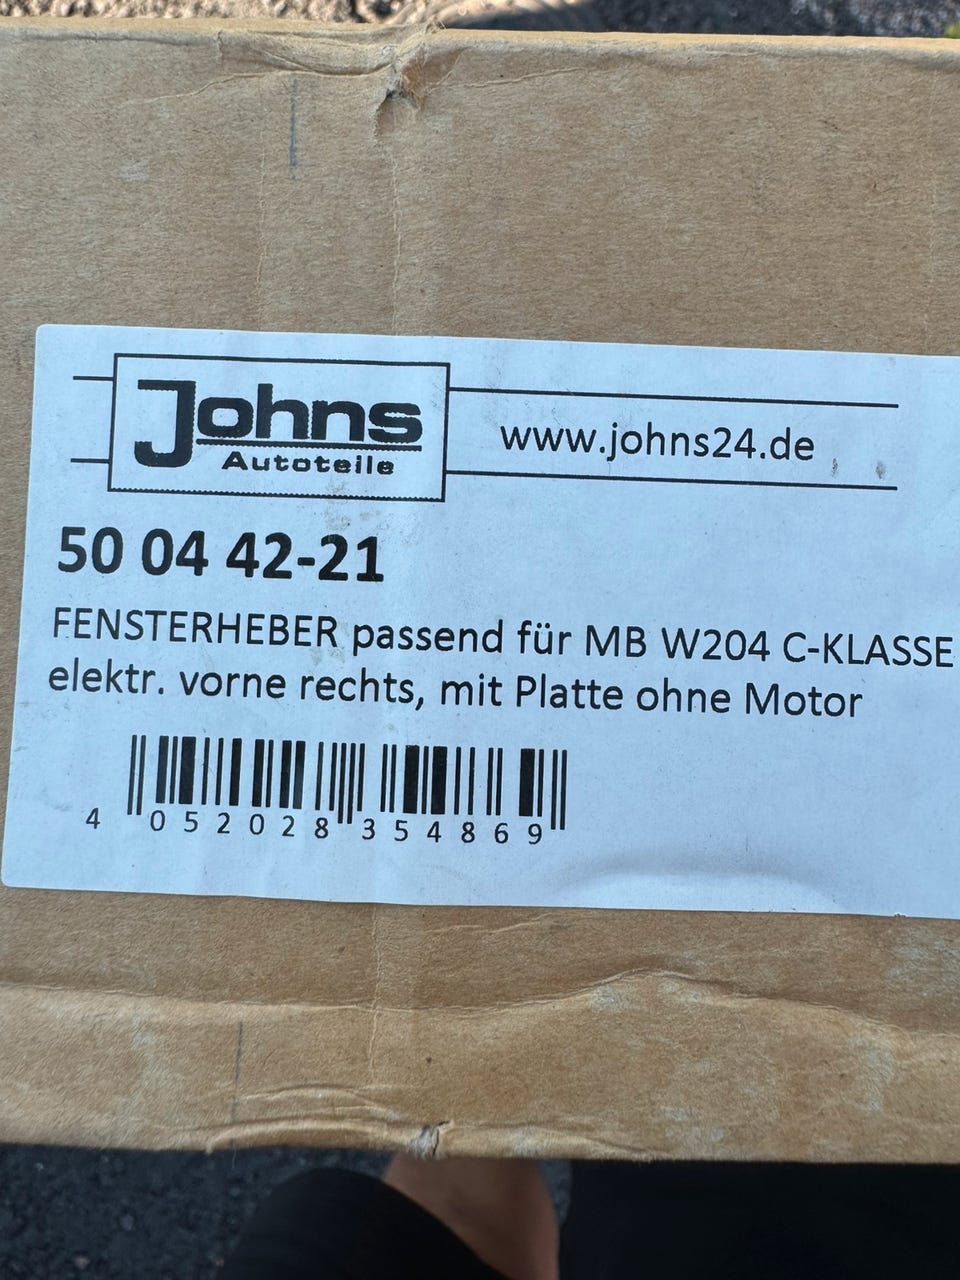 Johns
Autoteile
www.johns24.de
50 04 42-21
FENSTERHEBER passend für MB W204 C-KLASSE
elektr. vorne rechts, mit Platte ohne Motor
4 052028 354869